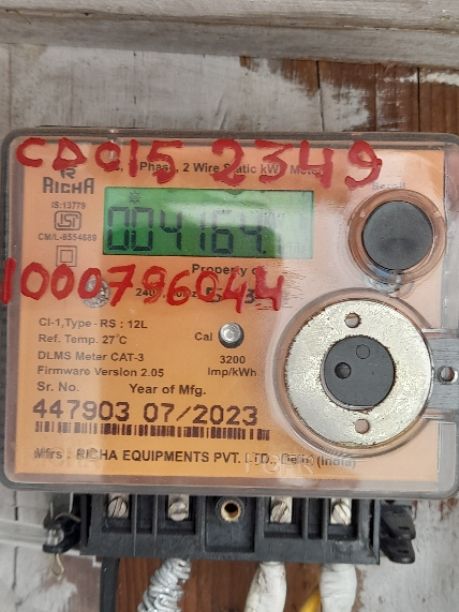 CD015 2349
Phase, 2 Wire Static kWh Meter
RICHA
IS:13779
CM/L-8554689
004164
Property of
1000796044
Cl-1,Type - RS : 12L
Ref. Temp. 27°C
DLMS Meter CAT-3
Firmware Version 2.05
Cal
3200
Imp/kWh
Sr. No. Year of Mfg.
447903 07/2023
Mfrs : RICHA EQUIPMENTS PVT. LTD. Delhi (India)